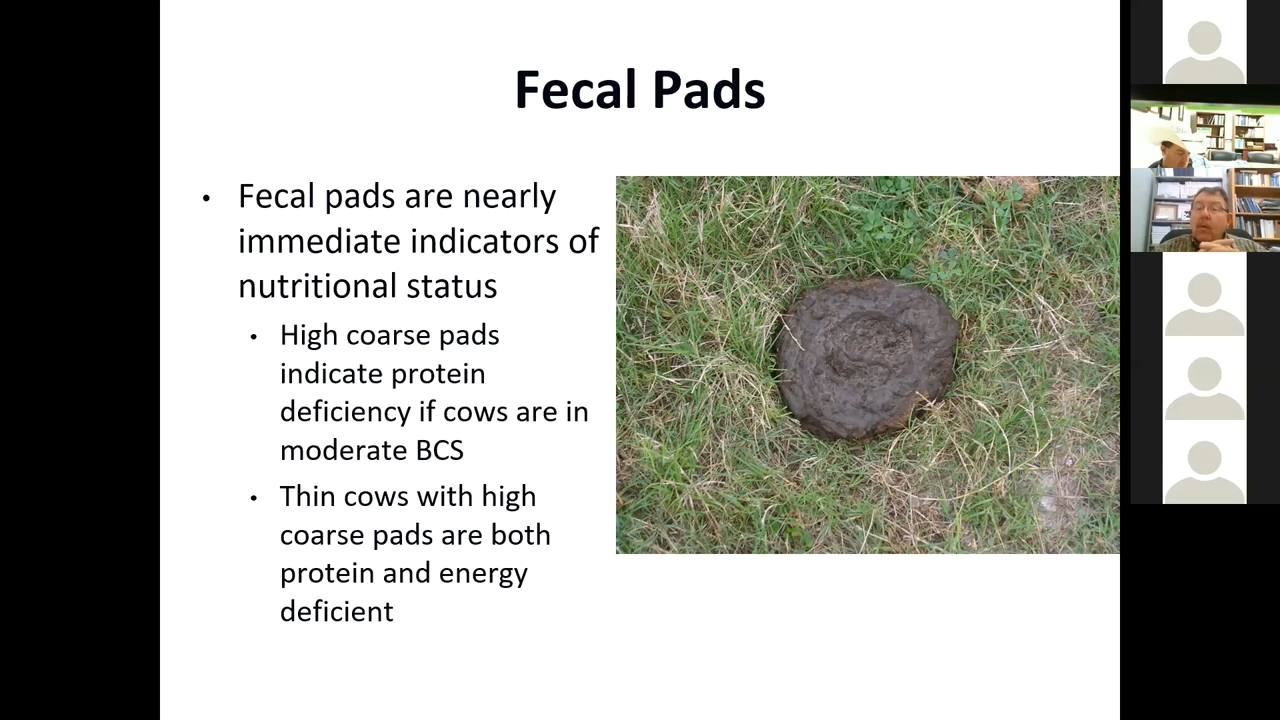 Fecal Pads
• Fecal pads are nearly
immediate indicators of
nutritional status
• High coarse pads
indicate protein
deficiency if cows are in
moderate BCS
• Thin cows with high
coarse pads are both
protein and energy
deficient